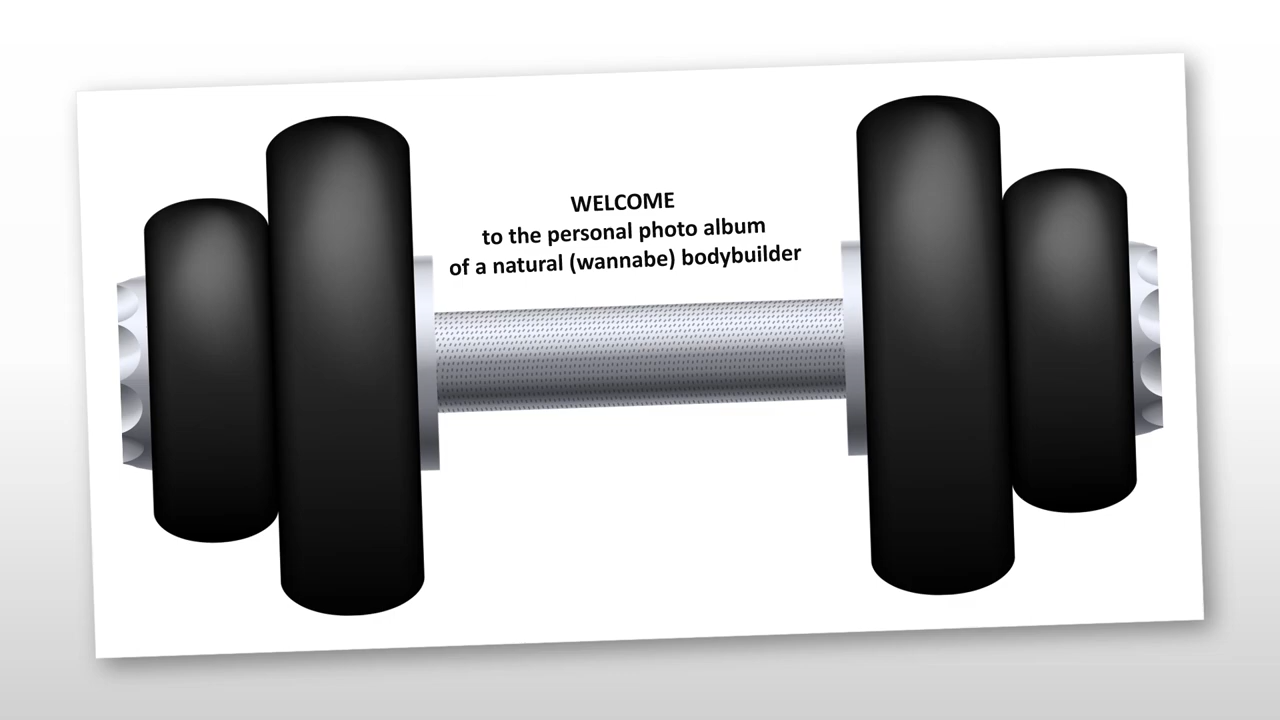 WELCOME
to the personal photo album
of a natural (wannabe) bodybuilder